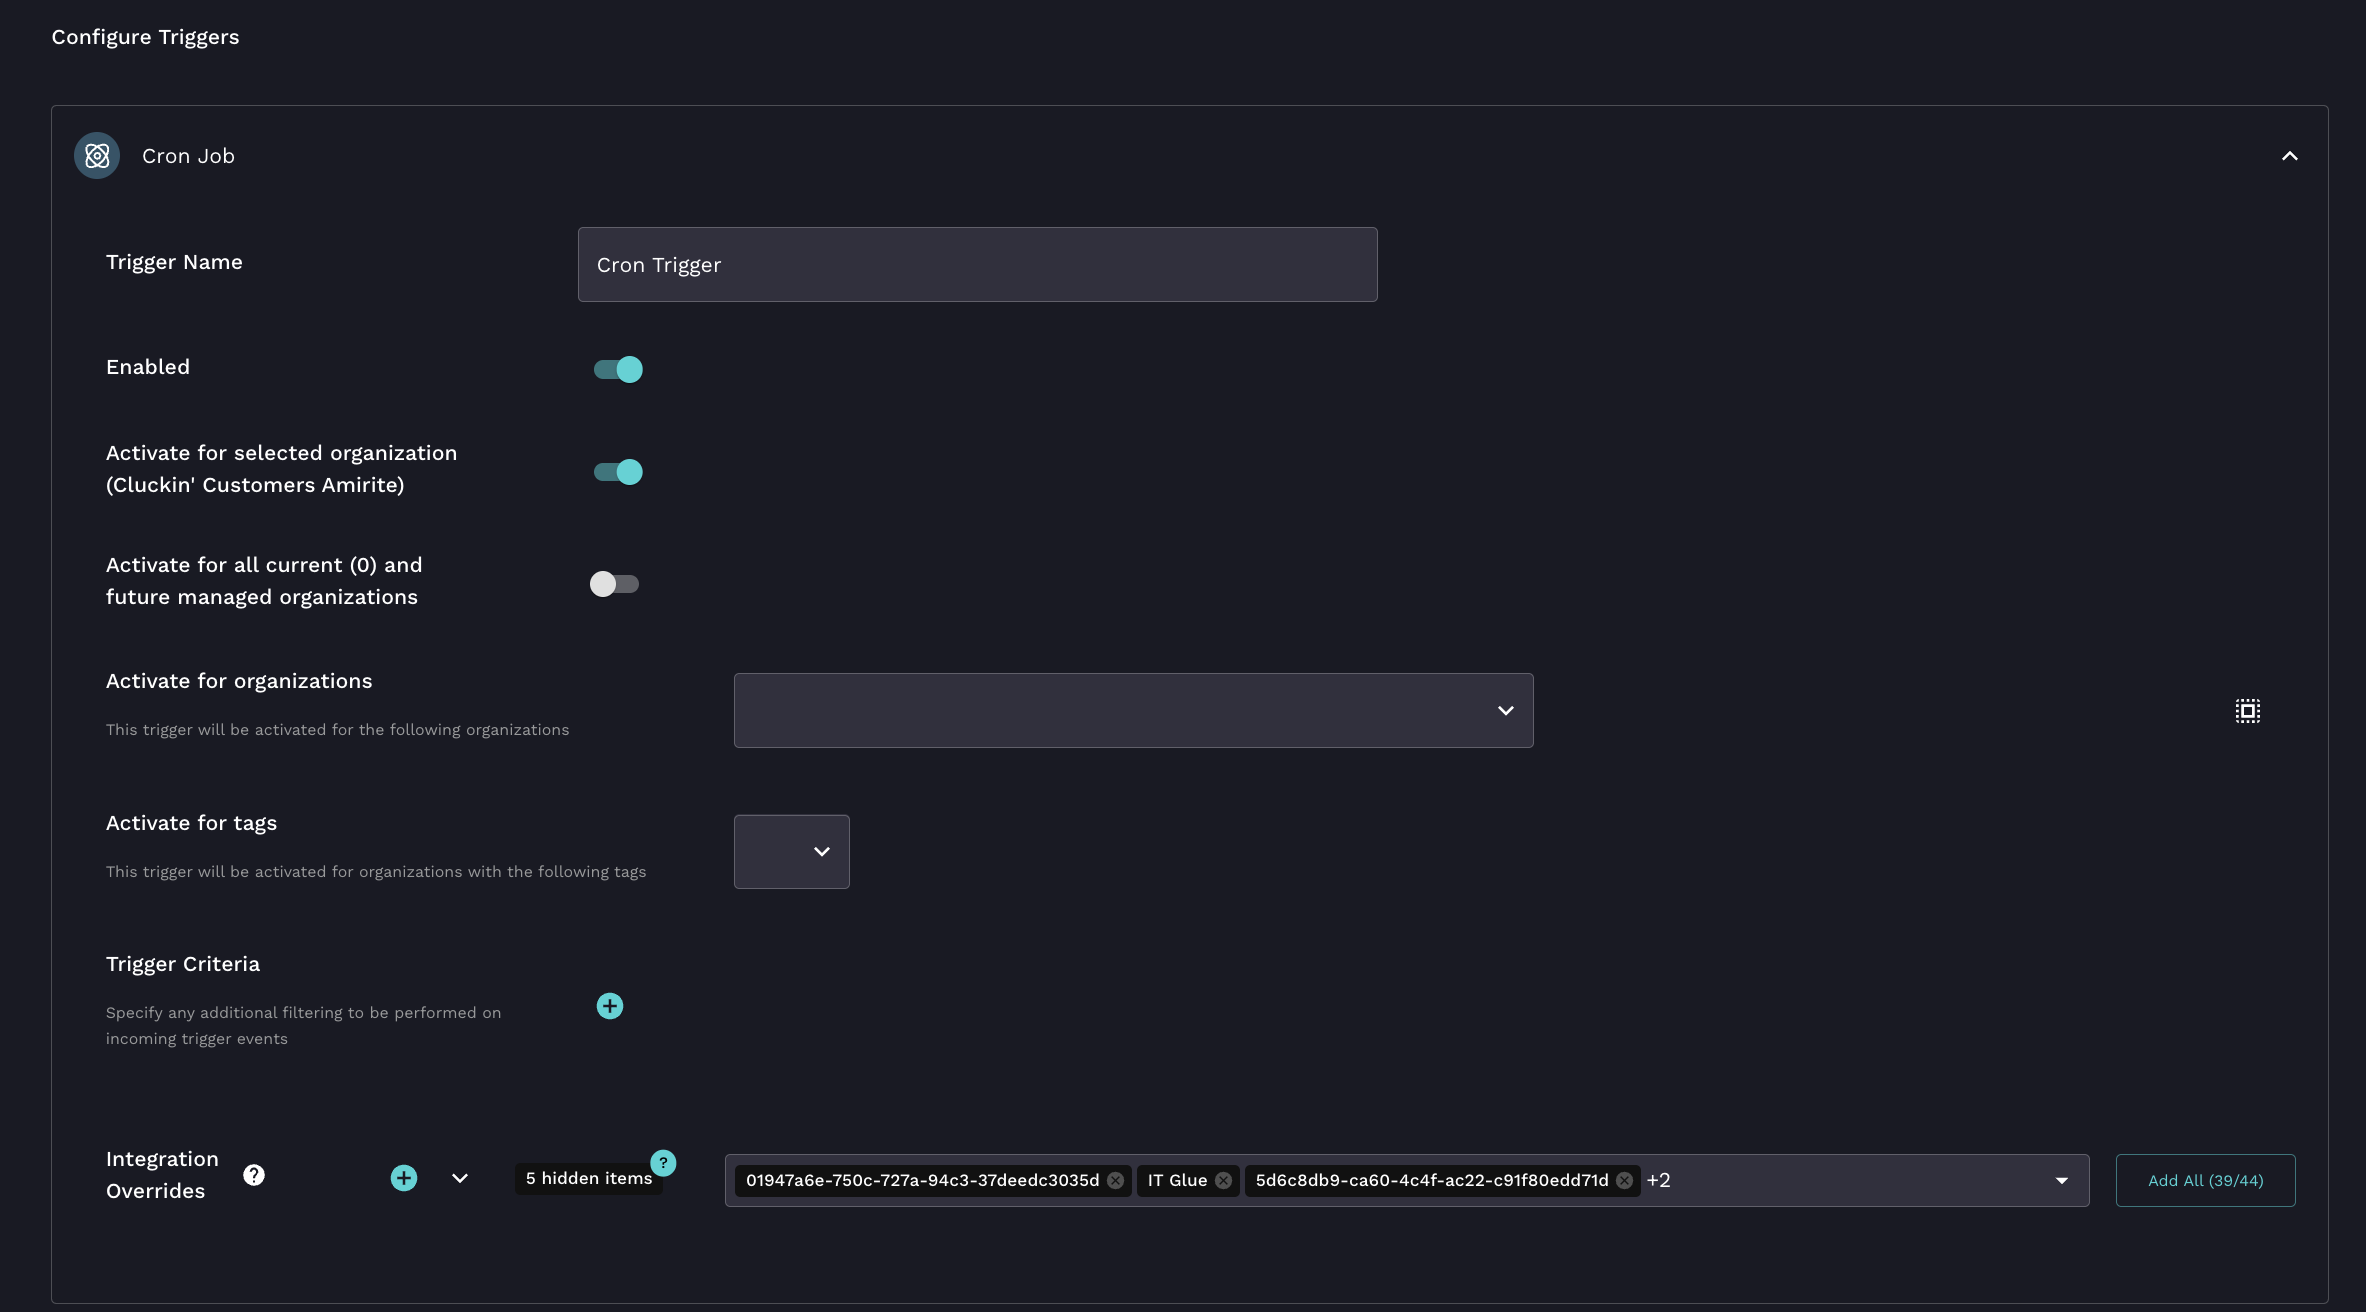 Configure Triggers
Cron Job
Trigger Name
Cron Trigger
Enabled
Activate for selected organization
(Cluckin' Customers Amirite)
Activate for all current (0) and
future managed organizations
Activate for organizations
This trigger will be activated for the following organizations
Activate for tags
This trigger will be activated for organizations with the following tags
Trigger Criteria
Specify any additional filtering to be performed on
incoming trigger events
Integration
Overrides
?
5 hidden items
?
01947a6e-750c-727a-94c3-37deedc3035d
IT Glue
5d6c8db9-ca60-4c4f-ac22-c91f80edd71d
+2
Add All (39/44)